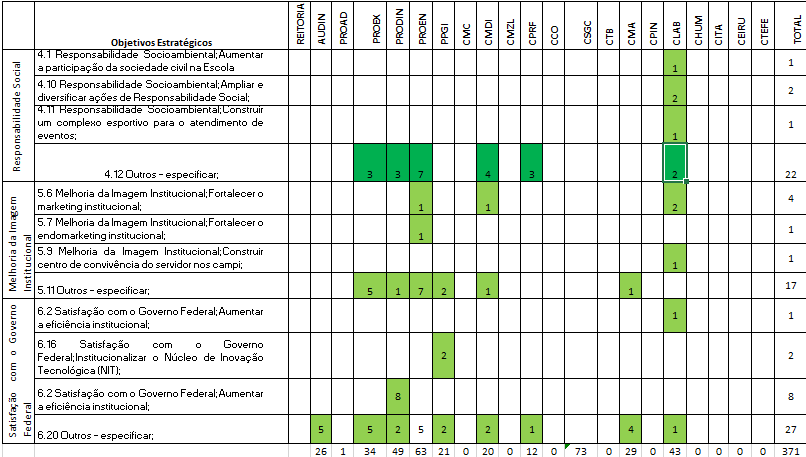 Objetivos Estratégicos REITORIA AUDIN PROAD PROEX PRODIN PROEN PPGI CMC CMDI CMZL CPRF CCO CSGC CTB CMA CPIN CLAB CHUM CITA CEIRU CTEFE TOTAL
Responsabilidade Social
4.1 Responsabilidade Socioambiental;Aumentar
a participação da sociedade civil na Escola 1 1
4.10 Responsabilidade Socioambiental;Ampliar e
diversificar ações de Responsabilidade Social; 2 2
4.11 Responsabilidade Socioambiental;Construir
um complexo esportivo para o atendimento de
eventos; 1 1
4.12 Outros – especificar; 3 3 7 4 3 2 22
Melhoria da Imagem
Institucional
5.6 Melhoria da Imagem Institucional;Fortalecer o
marketing institucional; 1 1 2 4
5.7 Melhoria da Imagem Institucional;Fortalecer o
endomarketing institucional; 1 1
5.9 Melhoria da Imagem Institucional;Construir
centro de convivência do servidor nos campi; 1 1
5.11 Outros – especificar; 5 1 7 2 1 1 17
Satisfação com o Governo
Federal
6.2 Satisfação com o Governo Federal;Aumentar
a eficiência institucional; 1 1
6.16 Satisfação com o Governo
Federal;Institucionalizar o Núcleo de Inovação
Tecnológica (NIT); 2 2
6.2 Satisfação com o Governo Federal;Aumentar
a eficiência institucional; 8 8
6.20 Outros – especificar; 5 5 2 5 2 2 1 4 1 27
26 1 34 49 63 21 0 20 0 12 0 73 0 29 0 43 0 0 0 0 371